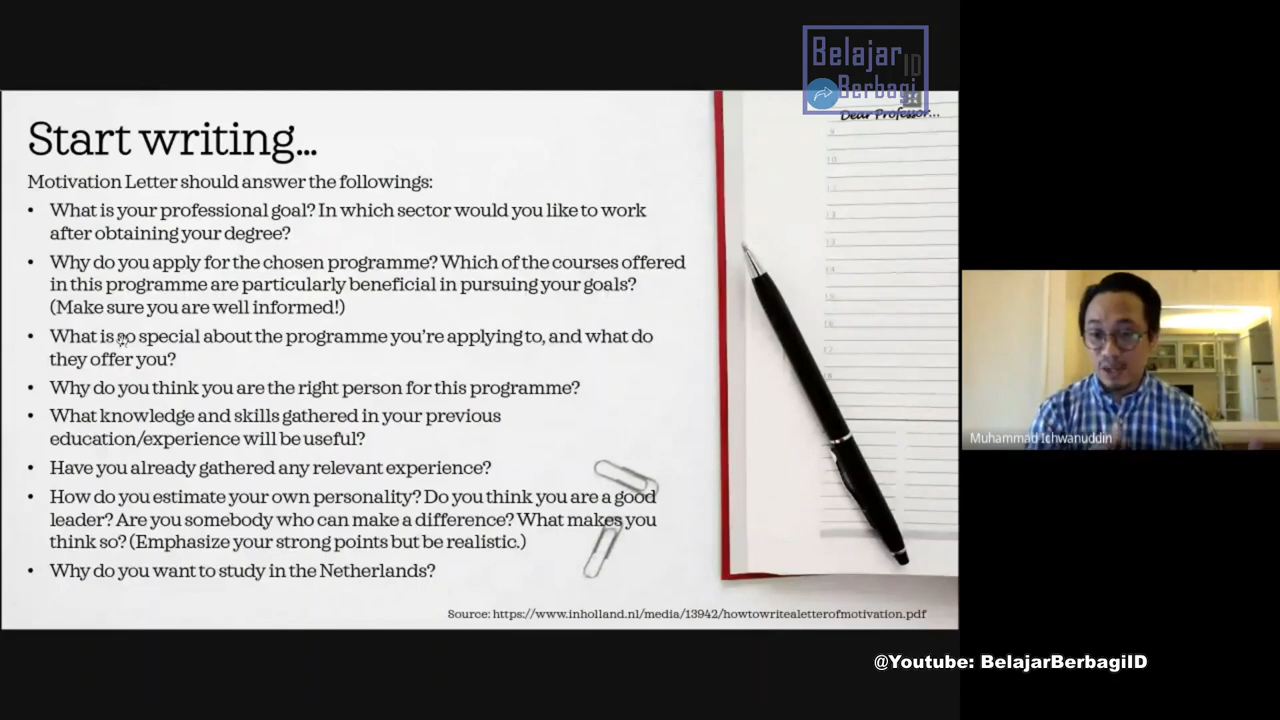 Belajar ID
Berbagi
Dear Professor...
Start writing...
Motivation Letter should answer the followings:
• What is your professional goal? In which sector would you like to work
after obtaining your degree?
• Why do you apply for the chosen programme? Which of the courses offered
in this programme are particularly beneficial in pursuing your goals?
(Make sure you are well informed!)
• What is so special about the programme you're applying to, and what do
they offer you?
• Why do you think you are the right person for this programme?
• What knowledge and skills gathered in your previous
education/experience will be useful?
• Have you already gathered any relevant experience?
• How do you estimate your own personality? Do you think you are a good
leader? Are you somebody who can make a difference? What makes you
think so? (Emphasize your strong points but be realistic.)
• Why do you want to study in the Netherlands?
Source: https://www.inholland.nl/media/13942/howtowritealetterofmotivation.pdf
Muhammad Ichwanuddin
@Youtube: BelajarBerbagiID